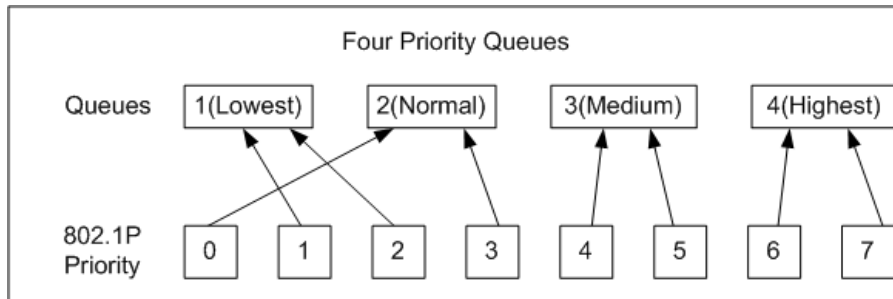 Four Priority Queues
Queues 1(Lowest) 2(Normal) 3(Medium) 4(Highest)
802.1P
Priority
0 1 2 3 4 5 6 7